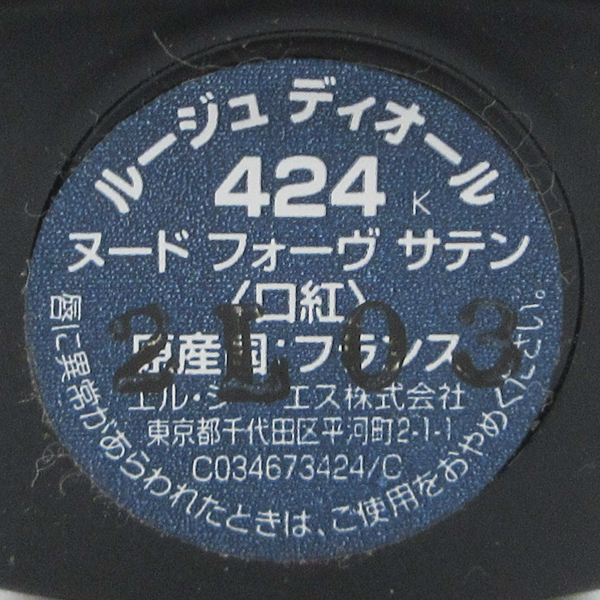 ルージュ ディオール
424 K
ヌード フォーヴ サテン
〈口紅〉
原産国:フランス
2L03
エル・ジー エス株式会社
東京都千代田区平河町2-1-1
C034673424/C
唇に異常があらわれたときは、ご使用をおやめください。